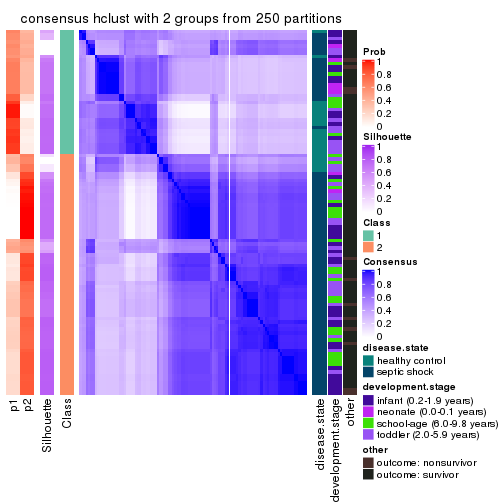 consensus hclust with 2 groups from 250 partitions
Prob
1
0.8
0.6
0.4
0.2
0
Silhouette
1
0.8
0.6
0.4
0.2
0
Class
1
2
Consensus
1
0.8
0.6
0.4
0.2
0
disease.state
healthy control
septic shock
development.stage
infant (0.2-1.9 years)
neonate (0.0-0.1 years)
school-age (6.0-9.8 years)
toddler (2.0-5.9 years)
other
outcome: nonsurvivor
outcome: survivor
p1
p2
Silhouette
Class
disease.state
development.stage
other